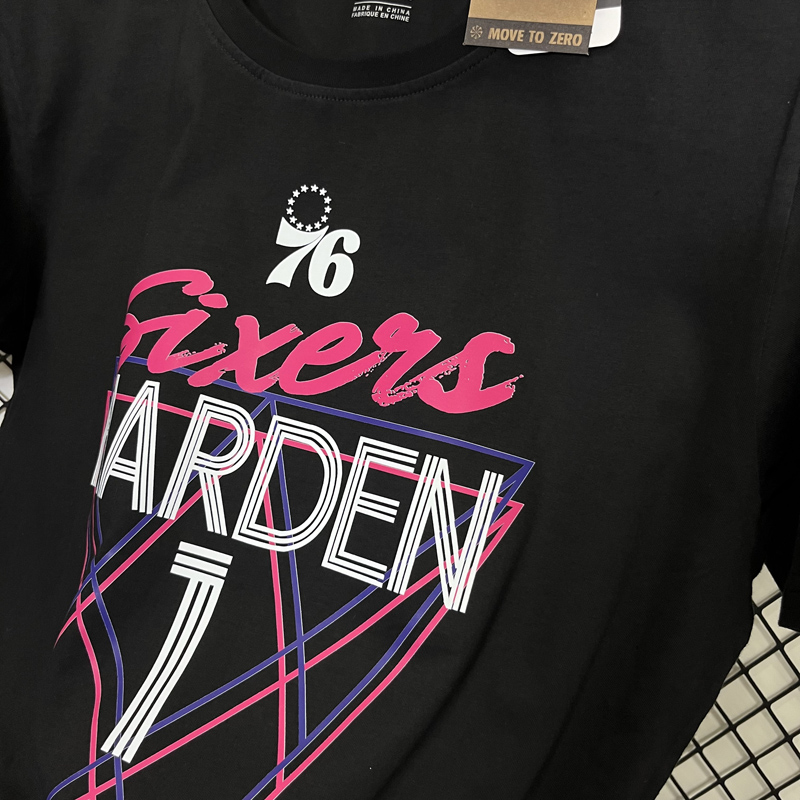 MADE IN CHINA
FABRIQUE EN CHINE
MOVE TO ZERO
76
Sixers
HARDEN
1